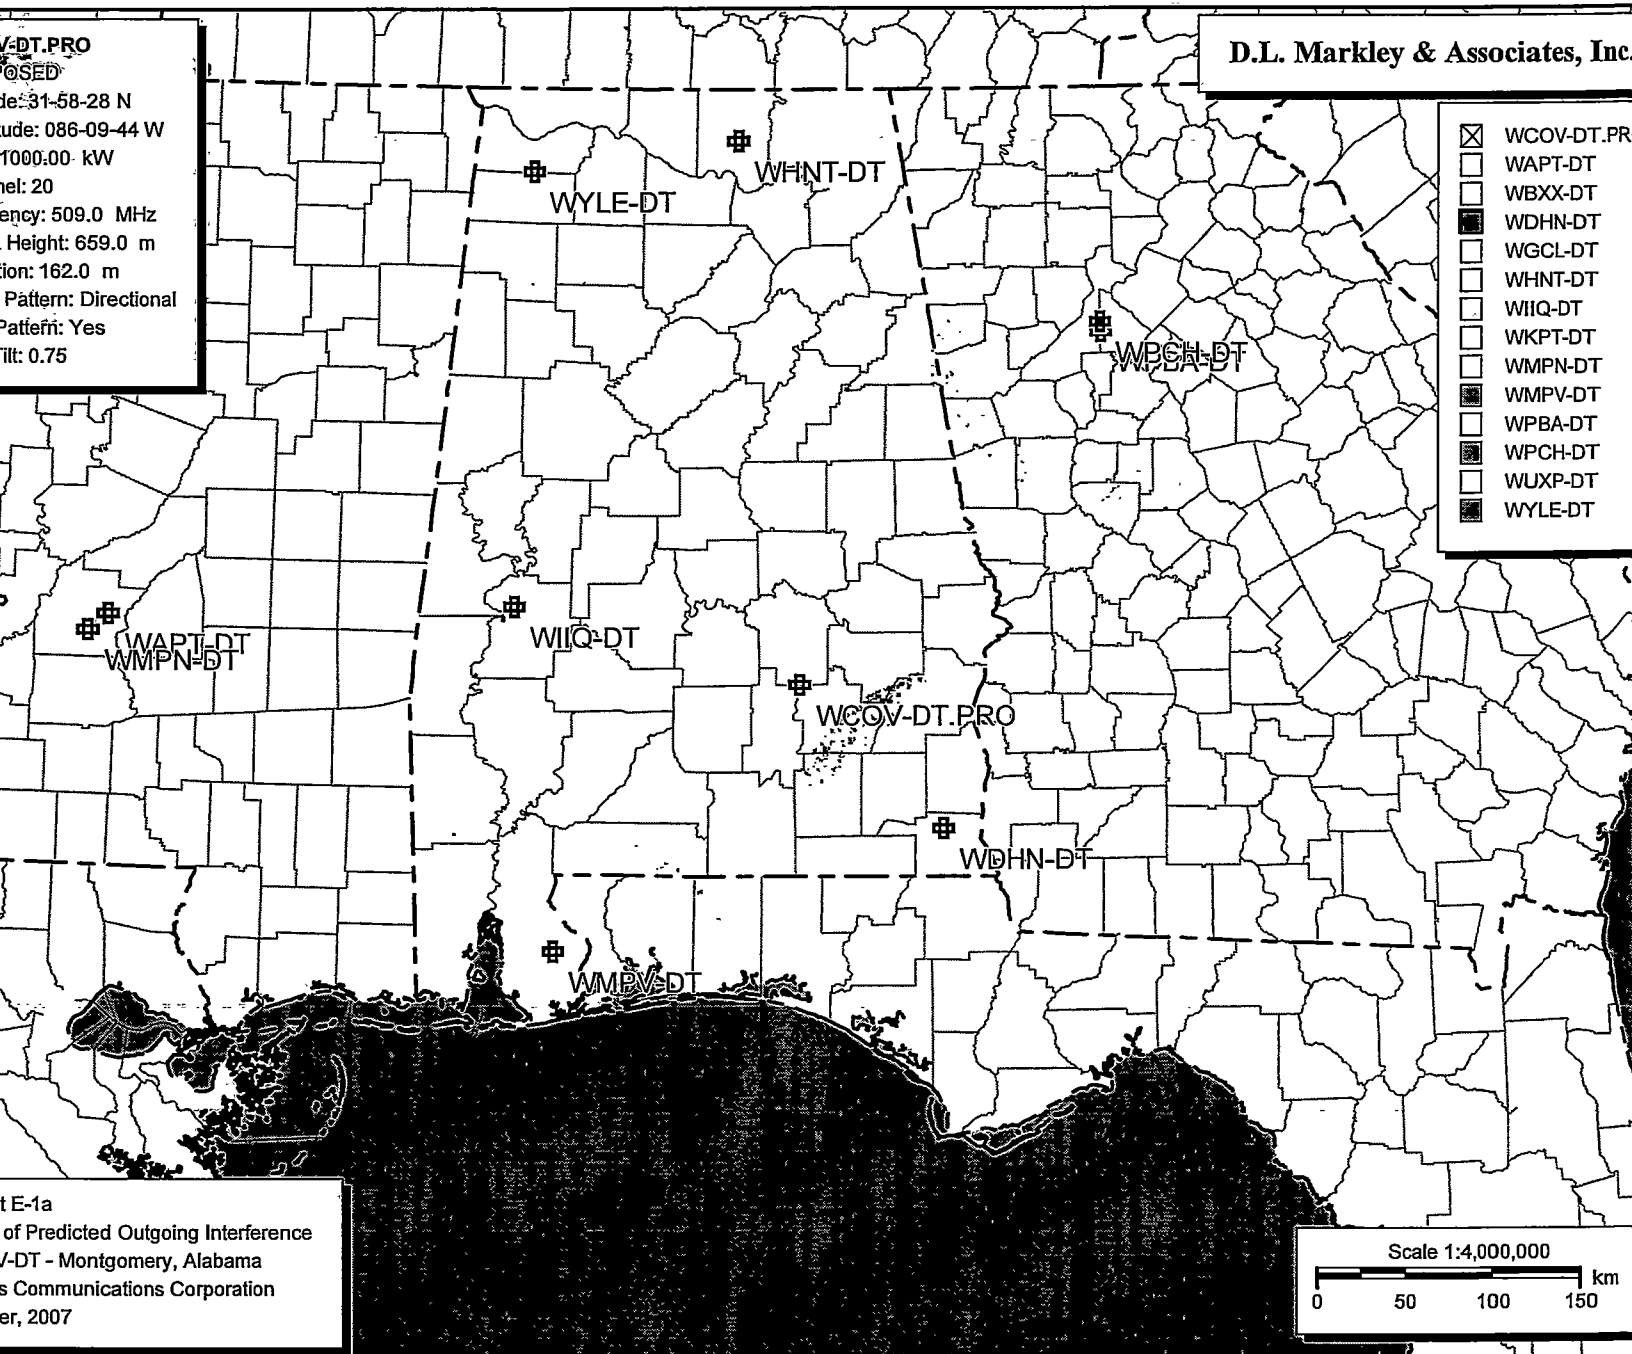 V-DT.PRO
POSED
de: 31-58-28 N
tude: 086-09-44 W
1000.00 kW
nel: 20
ency: 509.0 MHz
. Height: 659.0 m
tion: 162.0 m
Pattern: Directional
Pattern: Yes
Tilt: 0.75
D.L. Markley & Associates, Inc.
WCOV-DT.PR
WAPT-DT
WBXX-DT
WDHN-DT
WGCL-DT
WHNT-DT
WIIQ-DT
WKPT-DT
WMPN-DT
WMPV-DT
WPBA-DT
WPCH-DT
WUXP-DT
WYLE-DT
WHNT-DT
WYLE-DT
WPCH-DT
WIIQ-DT
WAPT-DT
WMPN-DT
WCOV-DT.PRO
WDHN-DT
WMPV-DT
t E-1a
of Predicted Outgoing Interference
V-DT - Montgomery, Alabama
s Communications Corporation
er, 2007
Scale 1:4,000,000
km
0 50 100 150